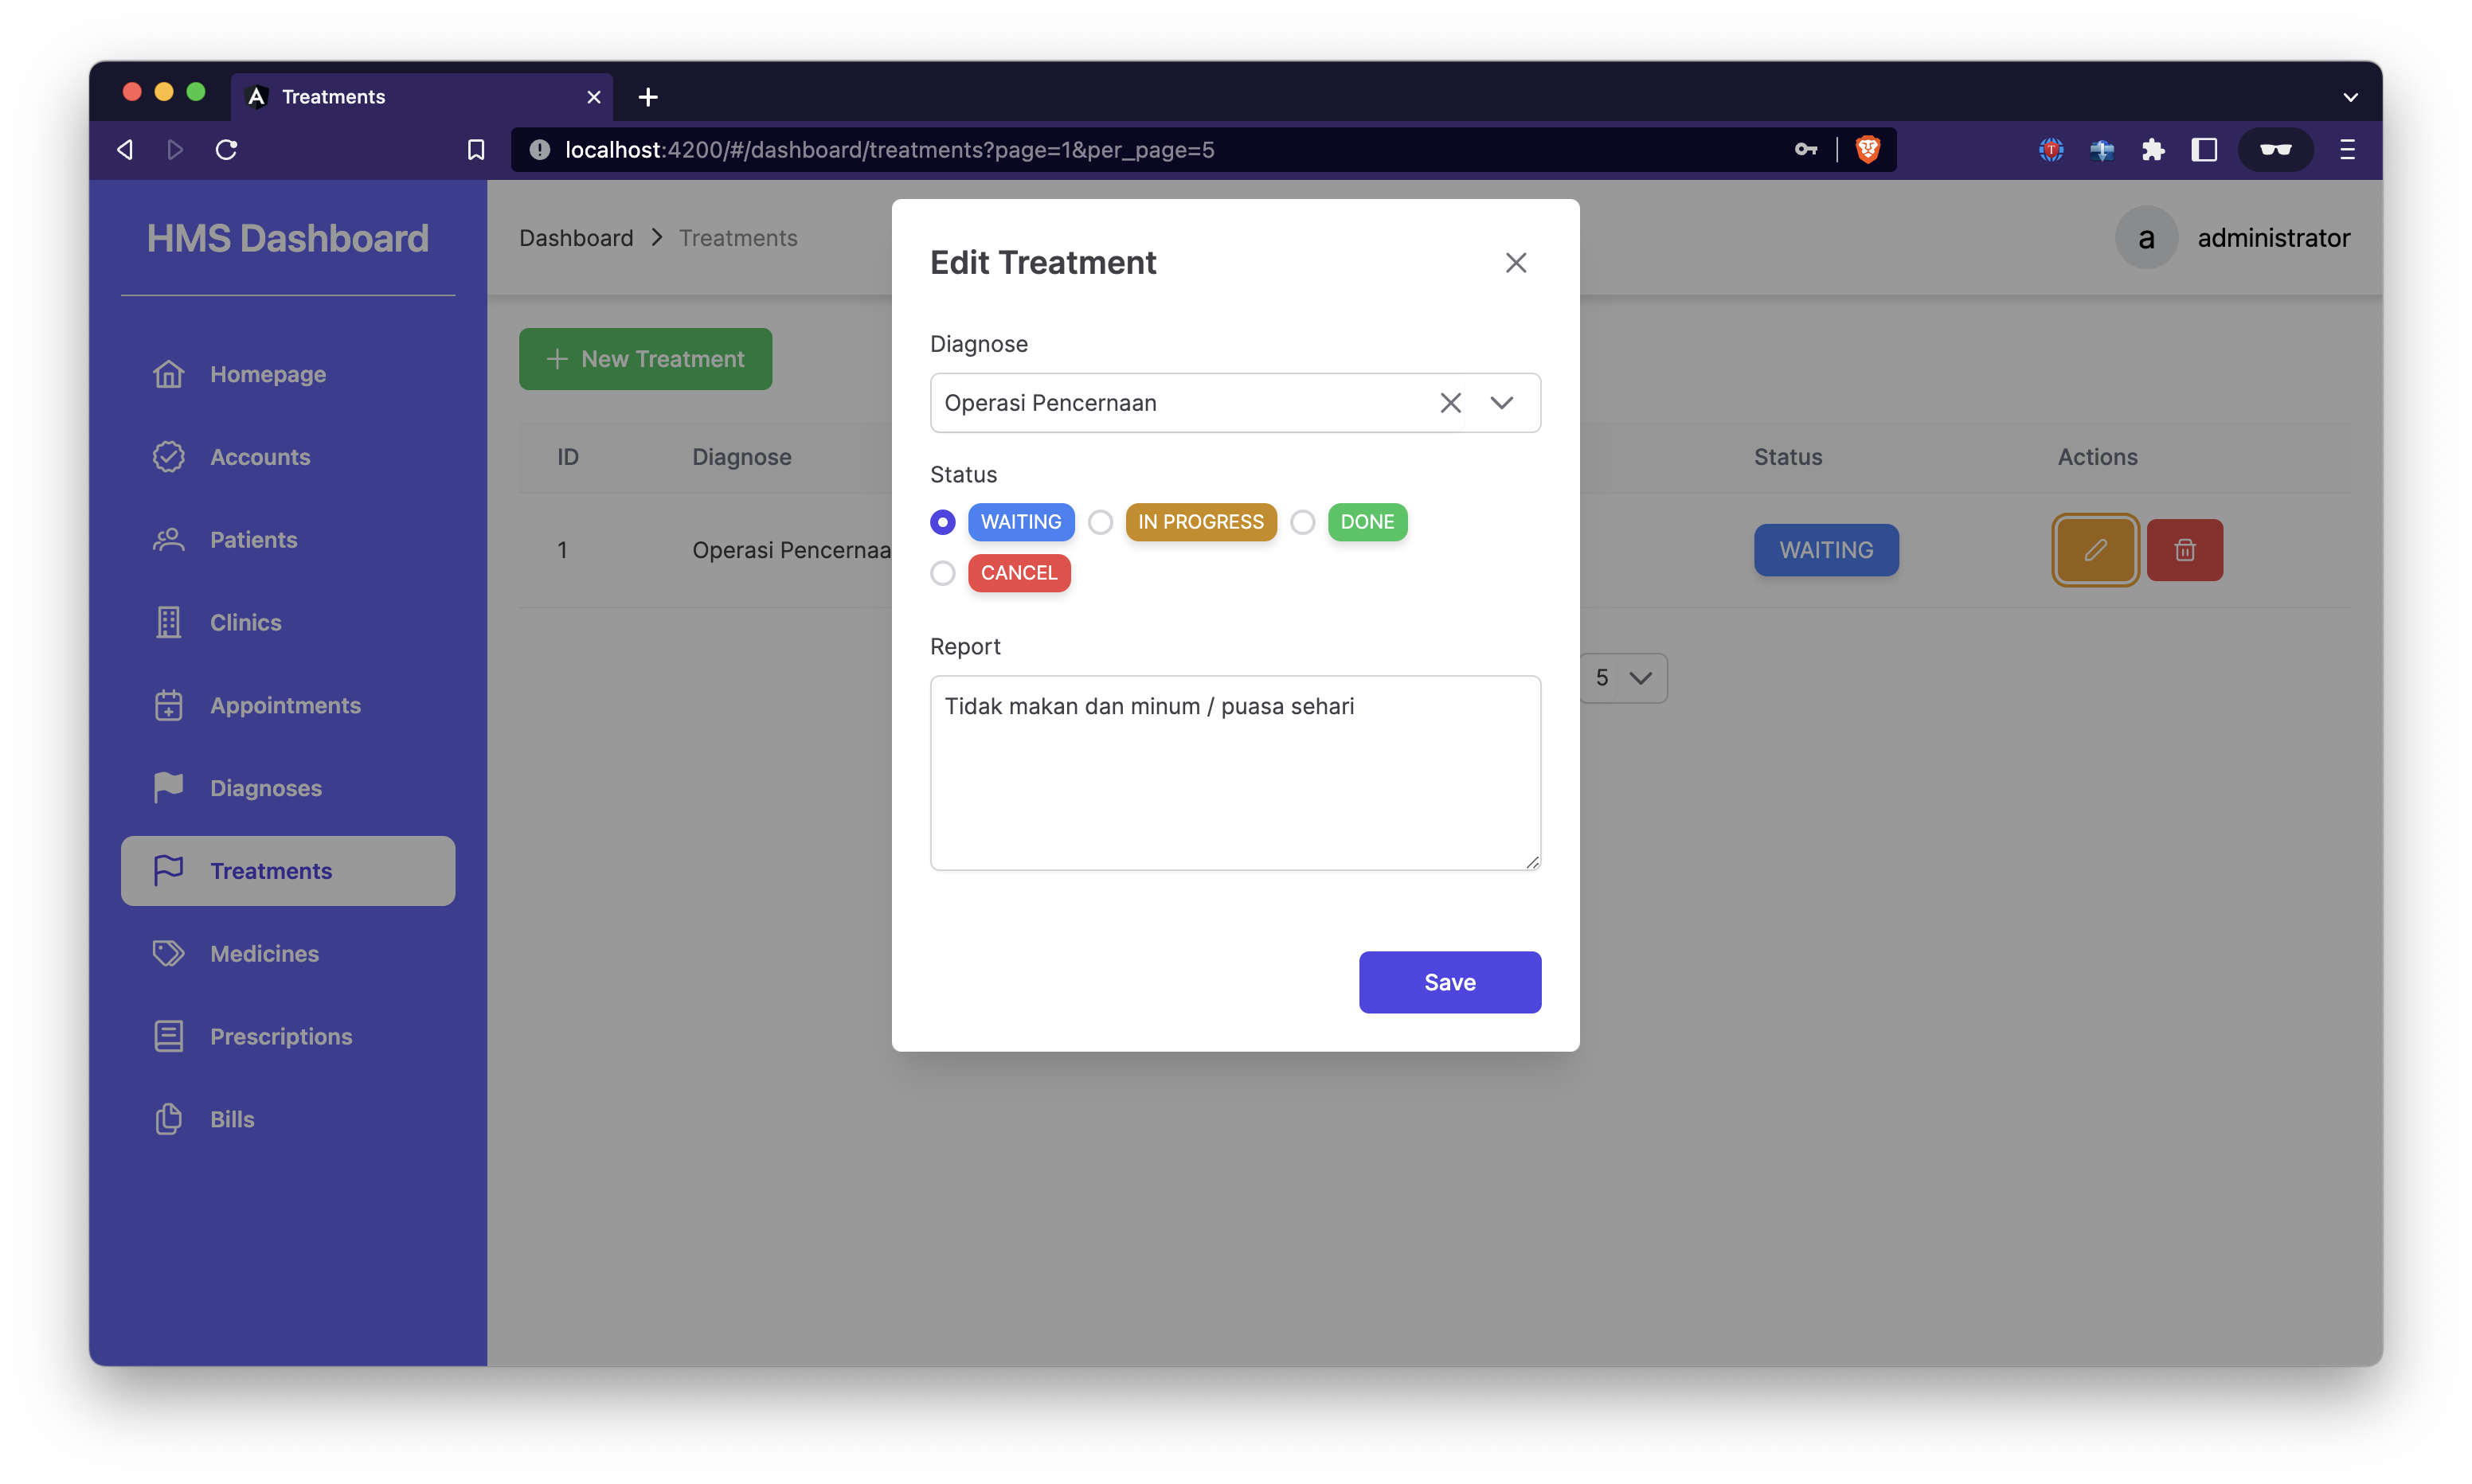 Treatments
localhost:4200/#/dashboard/treatments?page=1&per_page=5
HMS Dashboard
Homepage
Accounts
Patients
Clinics
Appointments
Diagnoses
Treatments
Medicines
Prescriptions
Bills
Dashboard > Treatments
a administrator
New Treatment
ID Diagnose Status Actions
1 Operasi Pencernaa WAITING
5
Edit Treatment
Diagnose
Operasi Pencernaan
Status
WAITING IN PROGRESS DONE
CANCEL
Report
Tidak makan dan minum / puasa sehari
Save